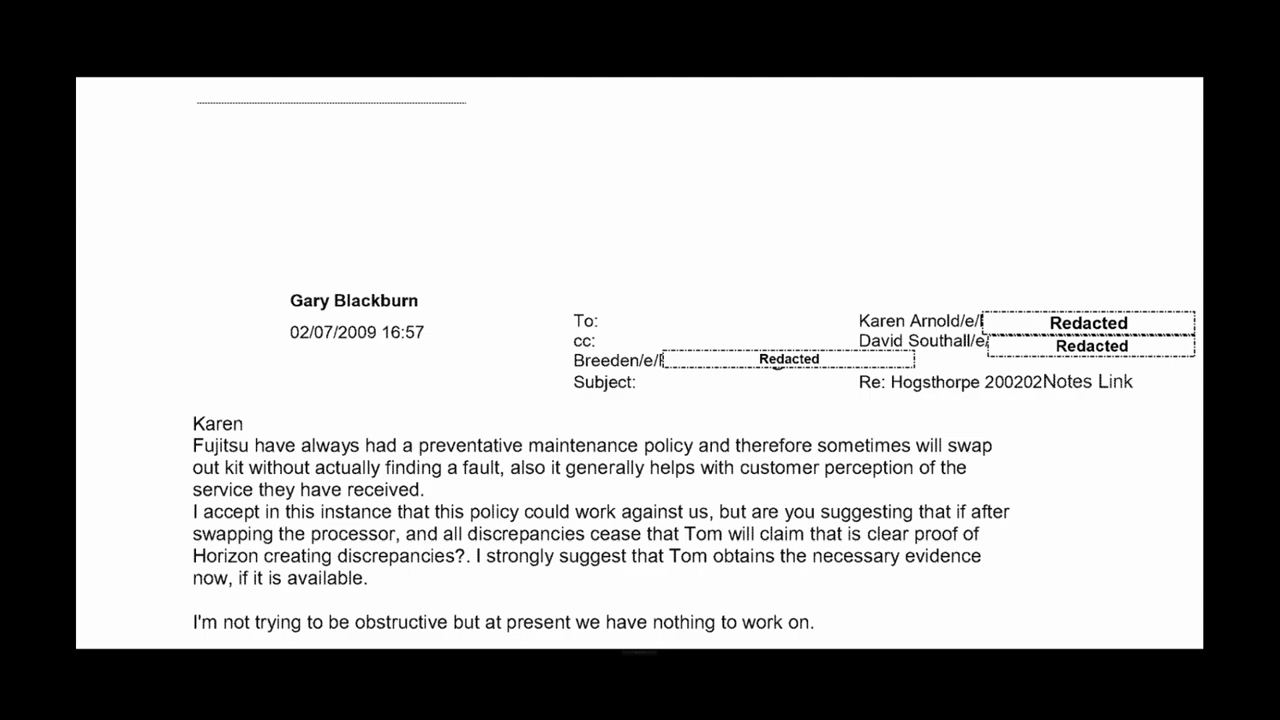 Gary Blackburn
02/07/2009 16:57
To: Karen Arnold/e/ Redacted
cc: David Southall/e/ Redacted
Breeden/e/ Redacted
Subject: Re: Hogsthorpe 200202Notes Link
Karen
Fujitsu have always had a preventative maintenance policy and therefore sometimes will swap
out kit without actually finding a fault, also it generally helps with customer perception of the
service they have received.
I accept in this instance that this policy could work against us, but are you suggesting that if after
swapping the processor, and all discrepancies cease that Tom will claim that is clear proof of
Horizon creating discrepancies?. I strongly suggest that Tom obtains the necessary evidence
now, if it is available.
I'm not trying to be obstructive but at present we have nothing to work on.